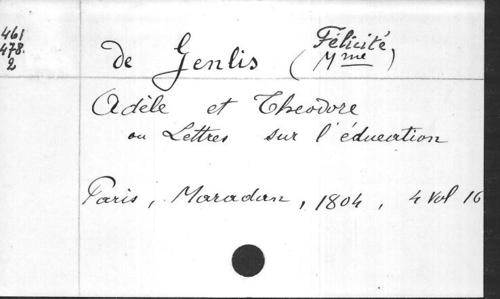 461
478.
2
de Genlis (Félicité,
Mme)
Adèle et Theodore
ou Lettres sur l'éducation
Paris, Maradan, 1804, 4 vol 16